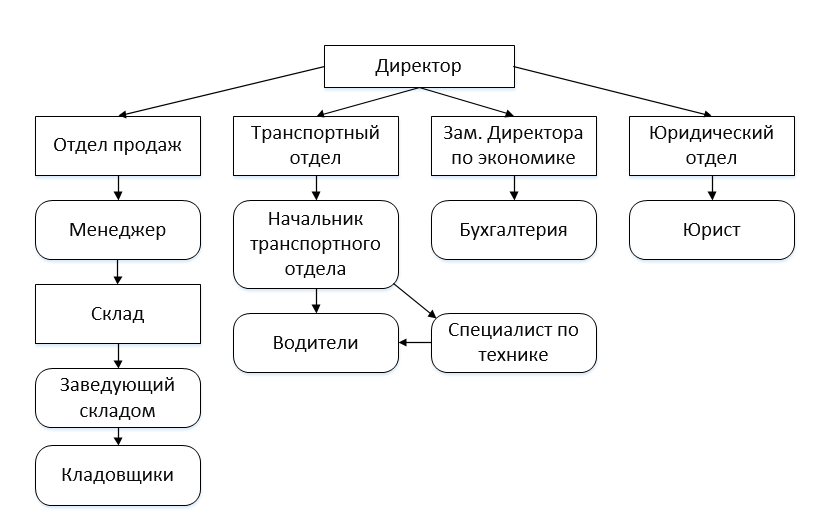 Директор
Отдел продаж
Транспортный
отдел
Зам. Директора
по экономике
Юридический
отдел
Менеджер
Начальник
транспортного
отдела
Бухгалтерия
Юрист
Склад
Водители
Специалист по
технике
Заведующий
складом
Кладовщики